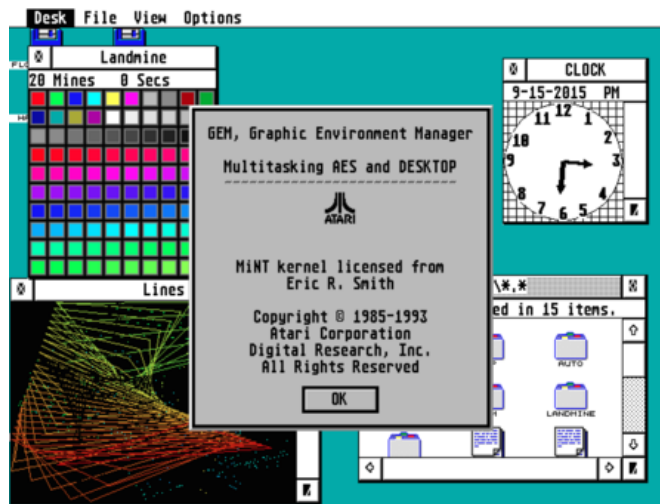 Desk File View Options
Landmine
20 Mines 0 Secs
CLOCK
9-15-2015 PM
11 12 1
10 2
9 3
8 4
7 6 5
GEM, Graphic Environment Manager
Multitasking AES and DESKTOP
ATARI
MiNT kernel licensed from
Eric R. Smith
Copyright © 1985-1993
Atari Corporation
Digital Research, Inc.
All Rights Reserved
OK
Lines
\*.*
ed in 15 items.
AUTO
LANDMINE